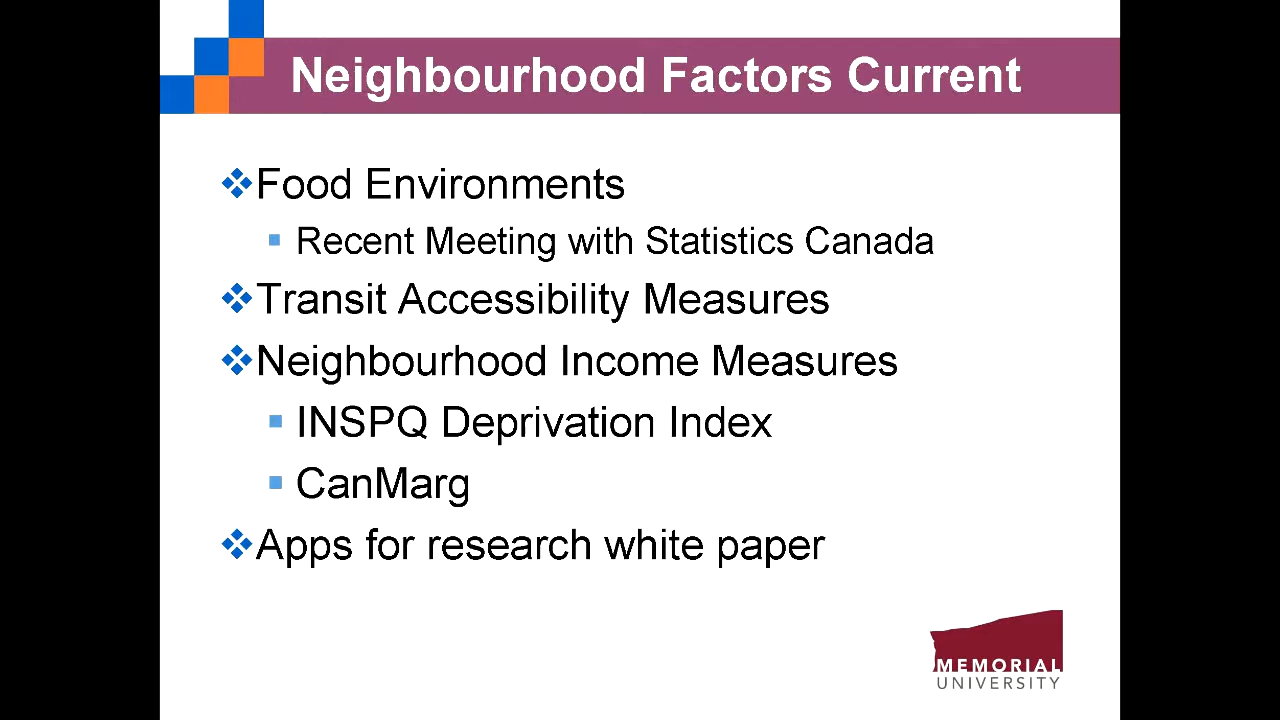 Neighbourhood Factors Current
Food Environments
Recent Meeting with Statistics Canada
Transit Accessibility Measures
Neighbourhood Income Measures
INSPQ Deprivation Index
CanMarg
Apps for research white paper
MEMORIAL
UNIVERSITY